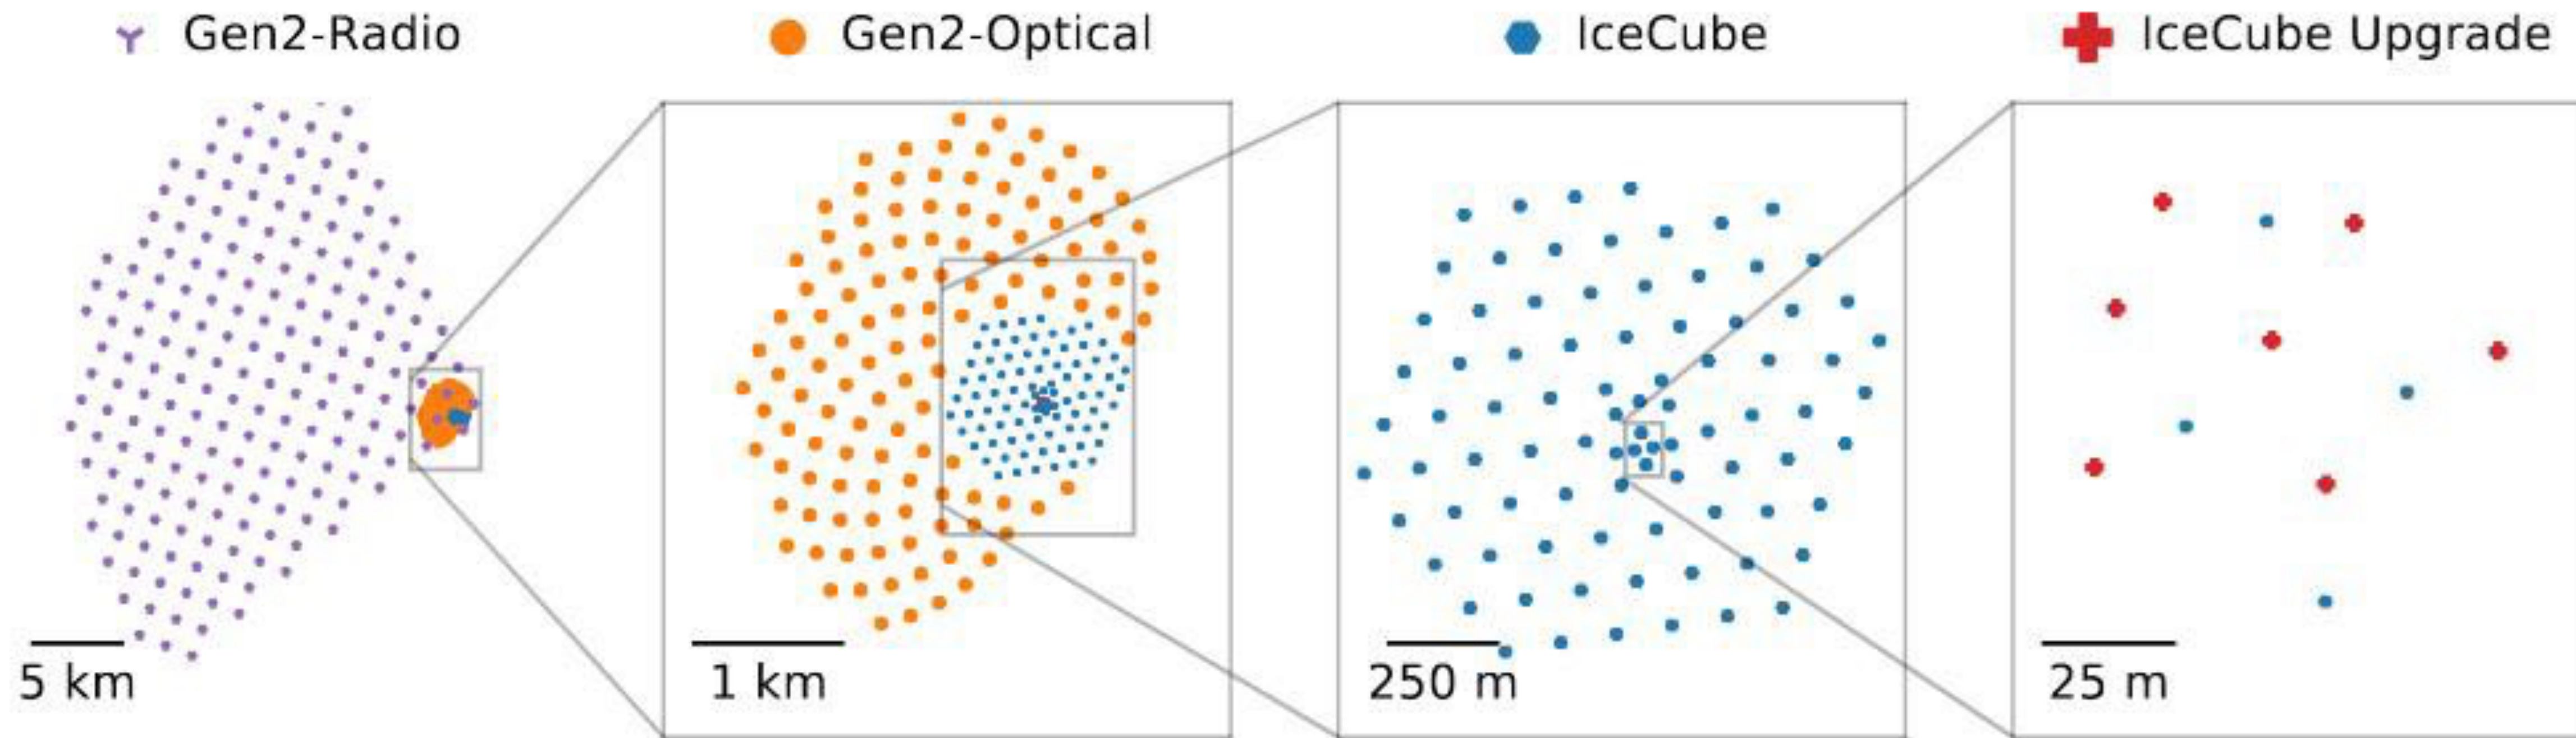 Gen2-Radio
Gen2-Optical
IceCube
IceCube Upgrade
5 km
1 km
250 m
25 m